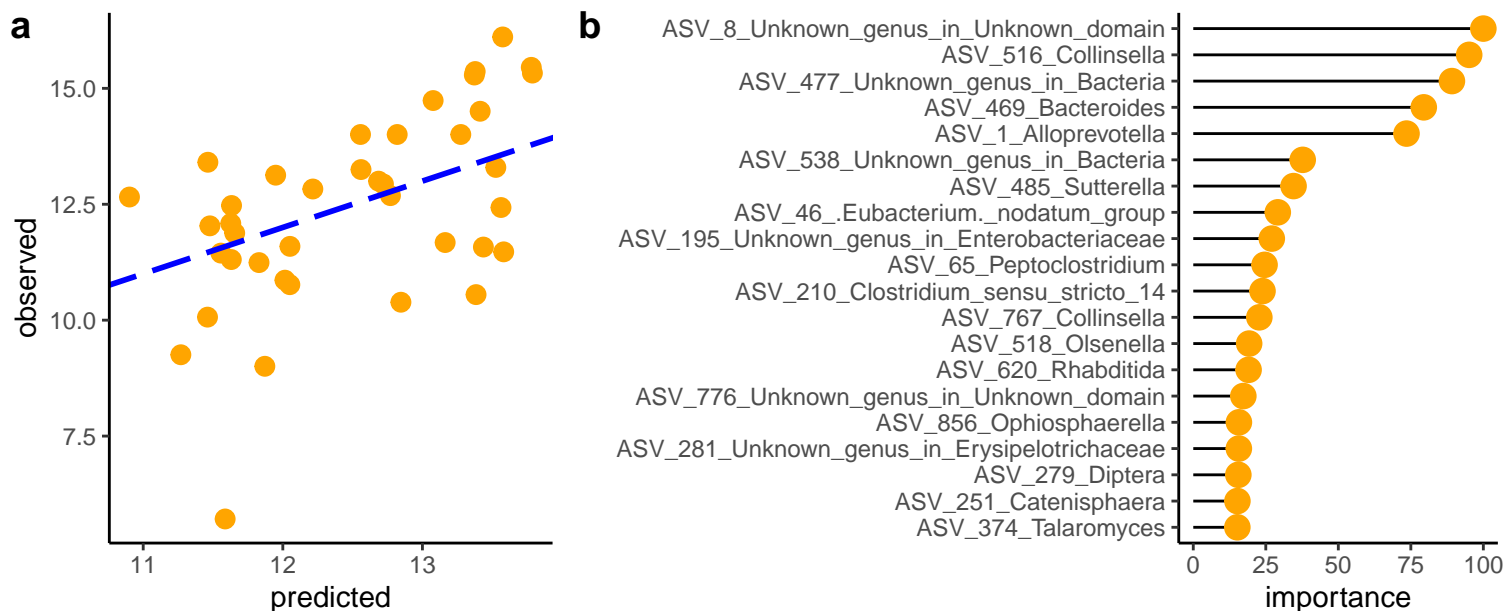 a
observed
15.0
12.5
10.0
7.5
11 12 13
predicted
b
ASV_8_Unknown_genus_in_Unknown_domain
ASV_516_Collinsella
ASV_477_Unknown_genus_in_Bacteria
ASV_469_Bacteroides
ASV_1_Alloprevotella
ASV_538_Unknown_genus_in_Bacteria
ASV_485_Sutterella
ASV_46_.Eubacterium._nodatum_group
ASV_195_Unknown_genus_in_Enterobacteriaceae
ASV_65_Peptoclostridium
ASV_210_Clostridium_sensu_stricto_14
ASV_767_Collinsella
ASV_518_Olsenella
ASV_620_Rhabditida
ASV_776_Unknown_genus_in_Unknown_domain
ASV_856_Ophiosphaerella
ASV_281_Unknown_genus_in_Erysipelotrichaceae
ASV_279_Diptera
ASV_251_Catenisphaera
ASV_374_Talaromyces
0 25 50 75 100
importance